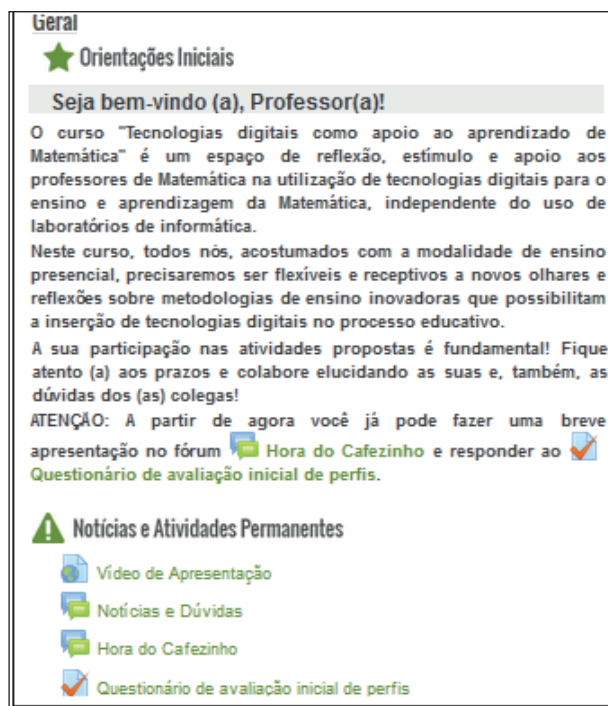 Geral
Orientações Iniciais
Seja bem-vindo (a), Professor(a)!
O curso "Tecnologias digitais como apoio ao aprendizado de
Matemática" é um espaço de reflexão, estímulo e apoio aos
professores de Matemática na utilização de tecnologias digitais para o
ensino e aprendizagem da Matemática, independente do uso de
laboratórios de informática.
Neste curso, todos nós, acostumados com a modalidade de ensino
presencial, precisaremos ser flexíveis e receptivos a novos olhares e
reflexões sobre metodologias de ensino inovadoras que possibilitam
a inserção de tecnologias digitais no processo educativo.
A sua participação nas atividades propostas é fundamental! Fique
atento (a) aos prazos e colabore elucidando as suas e, também, as
dúvidas dos (as) colegas!
ATENÇÃO: A partir de agora você já pode fazer uma breve
apresentação no fórum Hora do Cafezinho e responder ao
Questionário de avaliação inicial de perfis.
Notícias e Atividades Permanentes
Vídeo de Apresentação
Notícias e Dúvidas
Hora do Cafezinho
Questionário de avaliação inicial de perfis